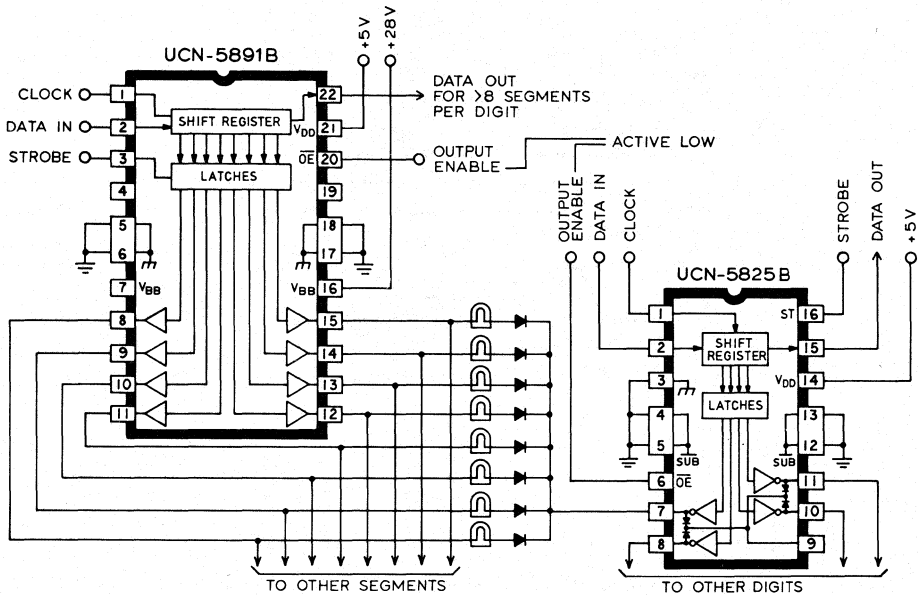 UCN-5891B
+5V
+28V
CLOCK
1
22
DATA OUT
FOR >8 SEGMENTS
PER DIGIT
SHIFT REGISTER
DATA IN
2
VDD
21
STROBE
3
OE
20
OUTPUT
ENABLE
ACTIVE LOW
LATCHES
4
19
5
18
6
17
7
VBB
VBB
16
8
15
9
14
10
13
11
12
TO OTHER SEGMENTS
OUTPUT
ENABLE
DATA IN
CLOCK
STROBE
DATA OUT
+5V
UCN-5825B
1
ST
16
2
SHIFT
REGISTER
15
3
VDD
14
LATCHES
4
13
5
SUB
SUB
12
6
OE
11
7
10
8
9
TO OTHER DIGITS